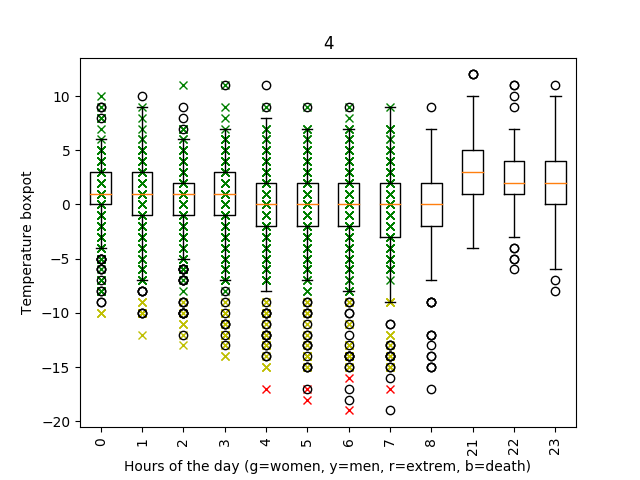 4
Temperature boxpot
10
5
0
−5
−10
−15
−20
0 1 2 3 4 5 6 7 8 21 22 23
Hours of the day (g=women, y=men, r=extrem, b=death)